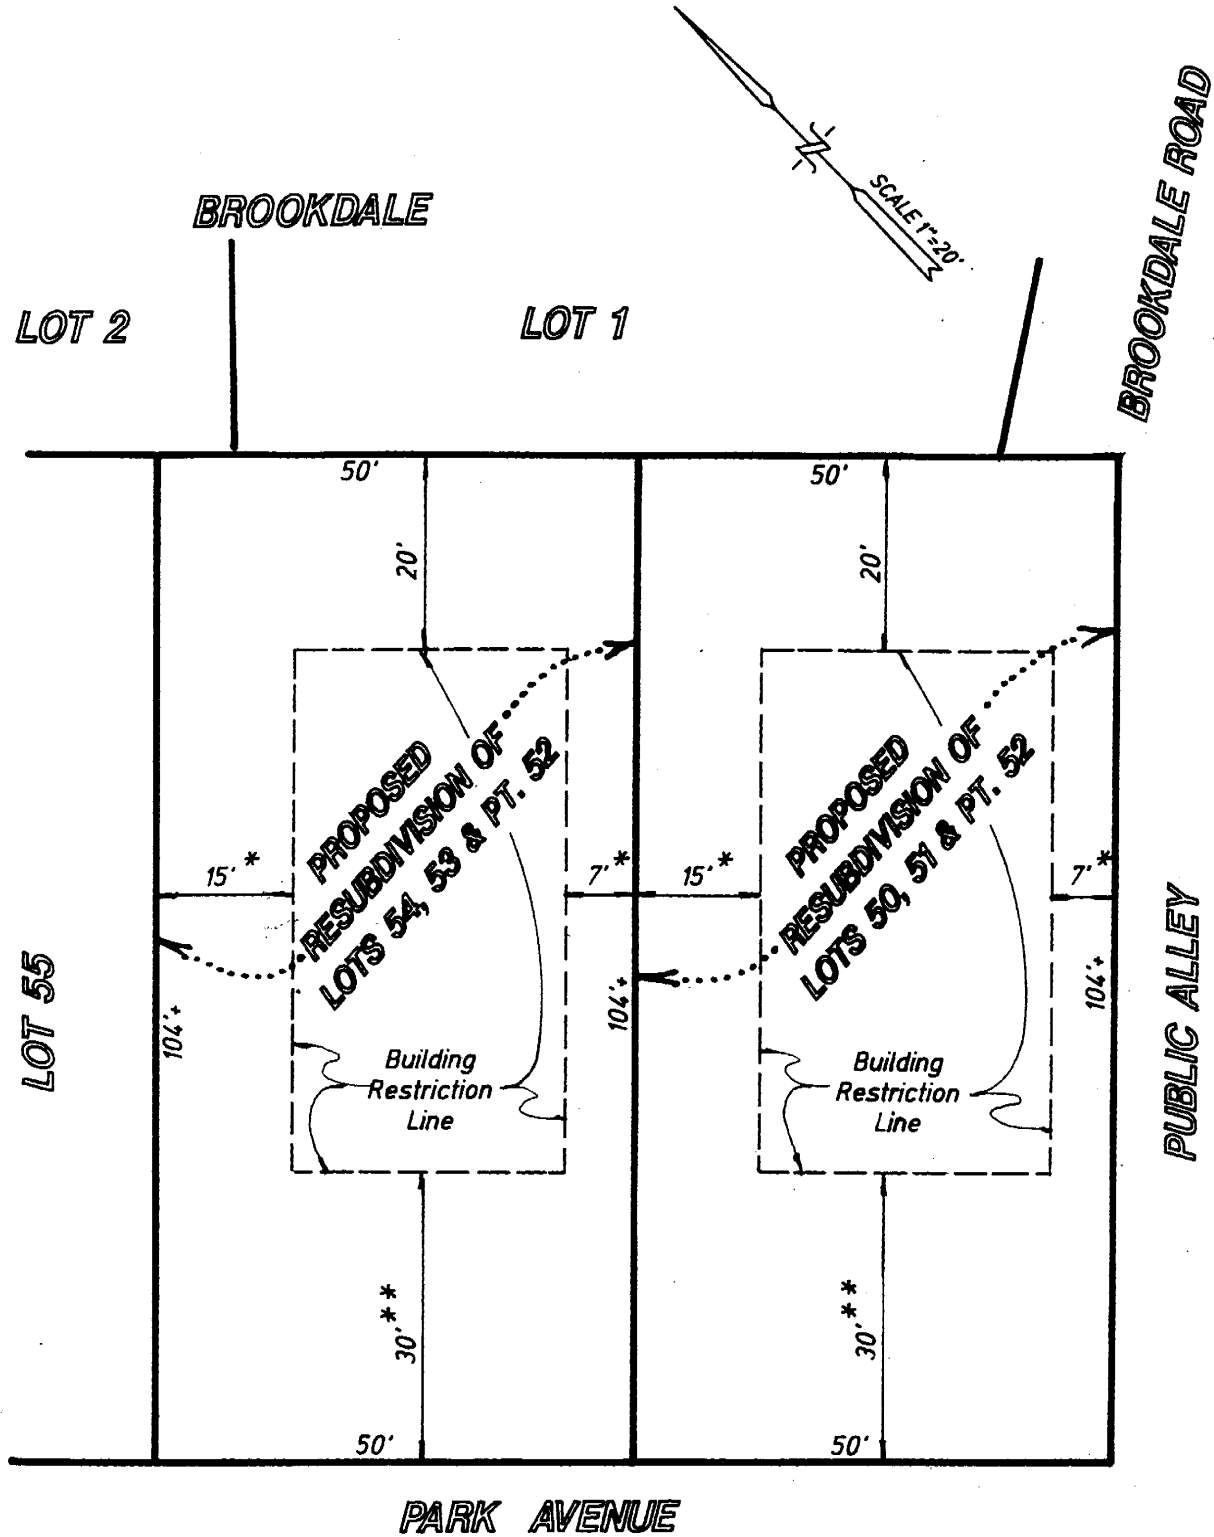 SCALE 1"=20'
BROOKDALE ROAD
BROOKDALE
LOT 2
LOT 1
50'
50'
20'
20'
PROPOSED
RESUBDIVISION OF
LOTS 54, 53 & PT. 52
PROPOSED
RESUBDIVISION OF
LOTS 50, 51 & PT. 52
15' *
7' *
15' *
7' *
LOT 55
104'+
104'+
104'+
PUBLIC ALLEY
Building
Restriction
Line
Building
Restriction
Line
30' **
30' **
50'
50'
PARK AVENUE